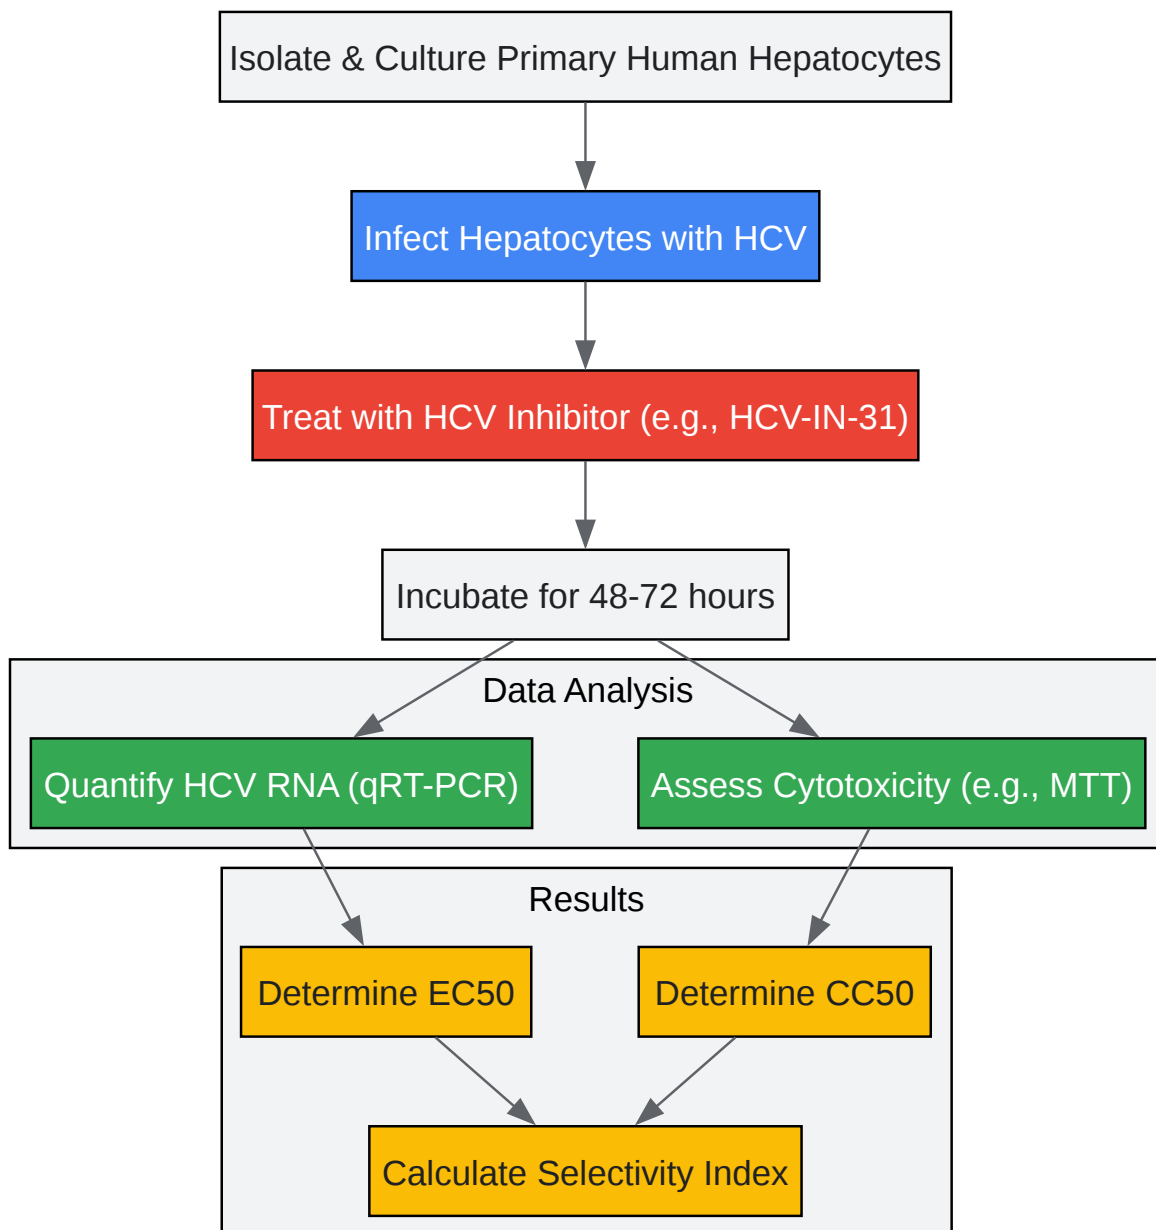 Isolate & Culture Primary Human Hepatocytes
Infect Hepatocytes with HCV
Treat with HCV Inhibitor (e.g., HCV-IN-31)
Incubate for 48-72 hours
Data Analysis
Quantify HCV RNA (qRT-PCR)
Assess Cytotoxicity (e.g., MTT)
Results
Determine EC50
Determine CC50
Calculate Selectivity Index